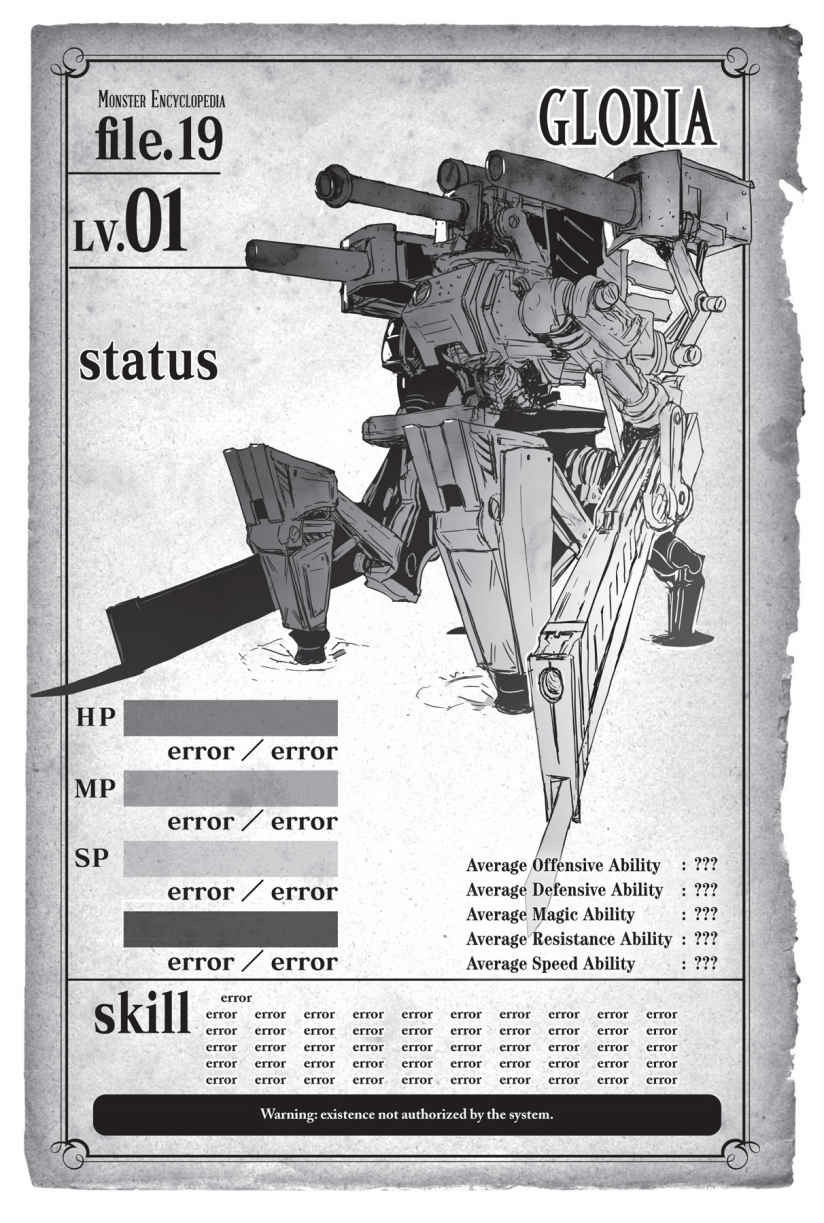 MONSTER ENCYCLOPEDIA
file.19
GLORIA
LV.01
status
HP
error / error
MP
error / error
SP
error / error
error / error
Average Offensive Ability : ???
Average Defensive Ability : ???
Average Magic Ability : ???
Average Resistance Ability : ???
Average Speed Ability : ???
skill
error
error error error error error error error error error error
error error error error error error error error error error
error error error error error error error error error error
error error error error error error error error error error
error error error error error error error error error error
Warning: existence not authorized by the system.